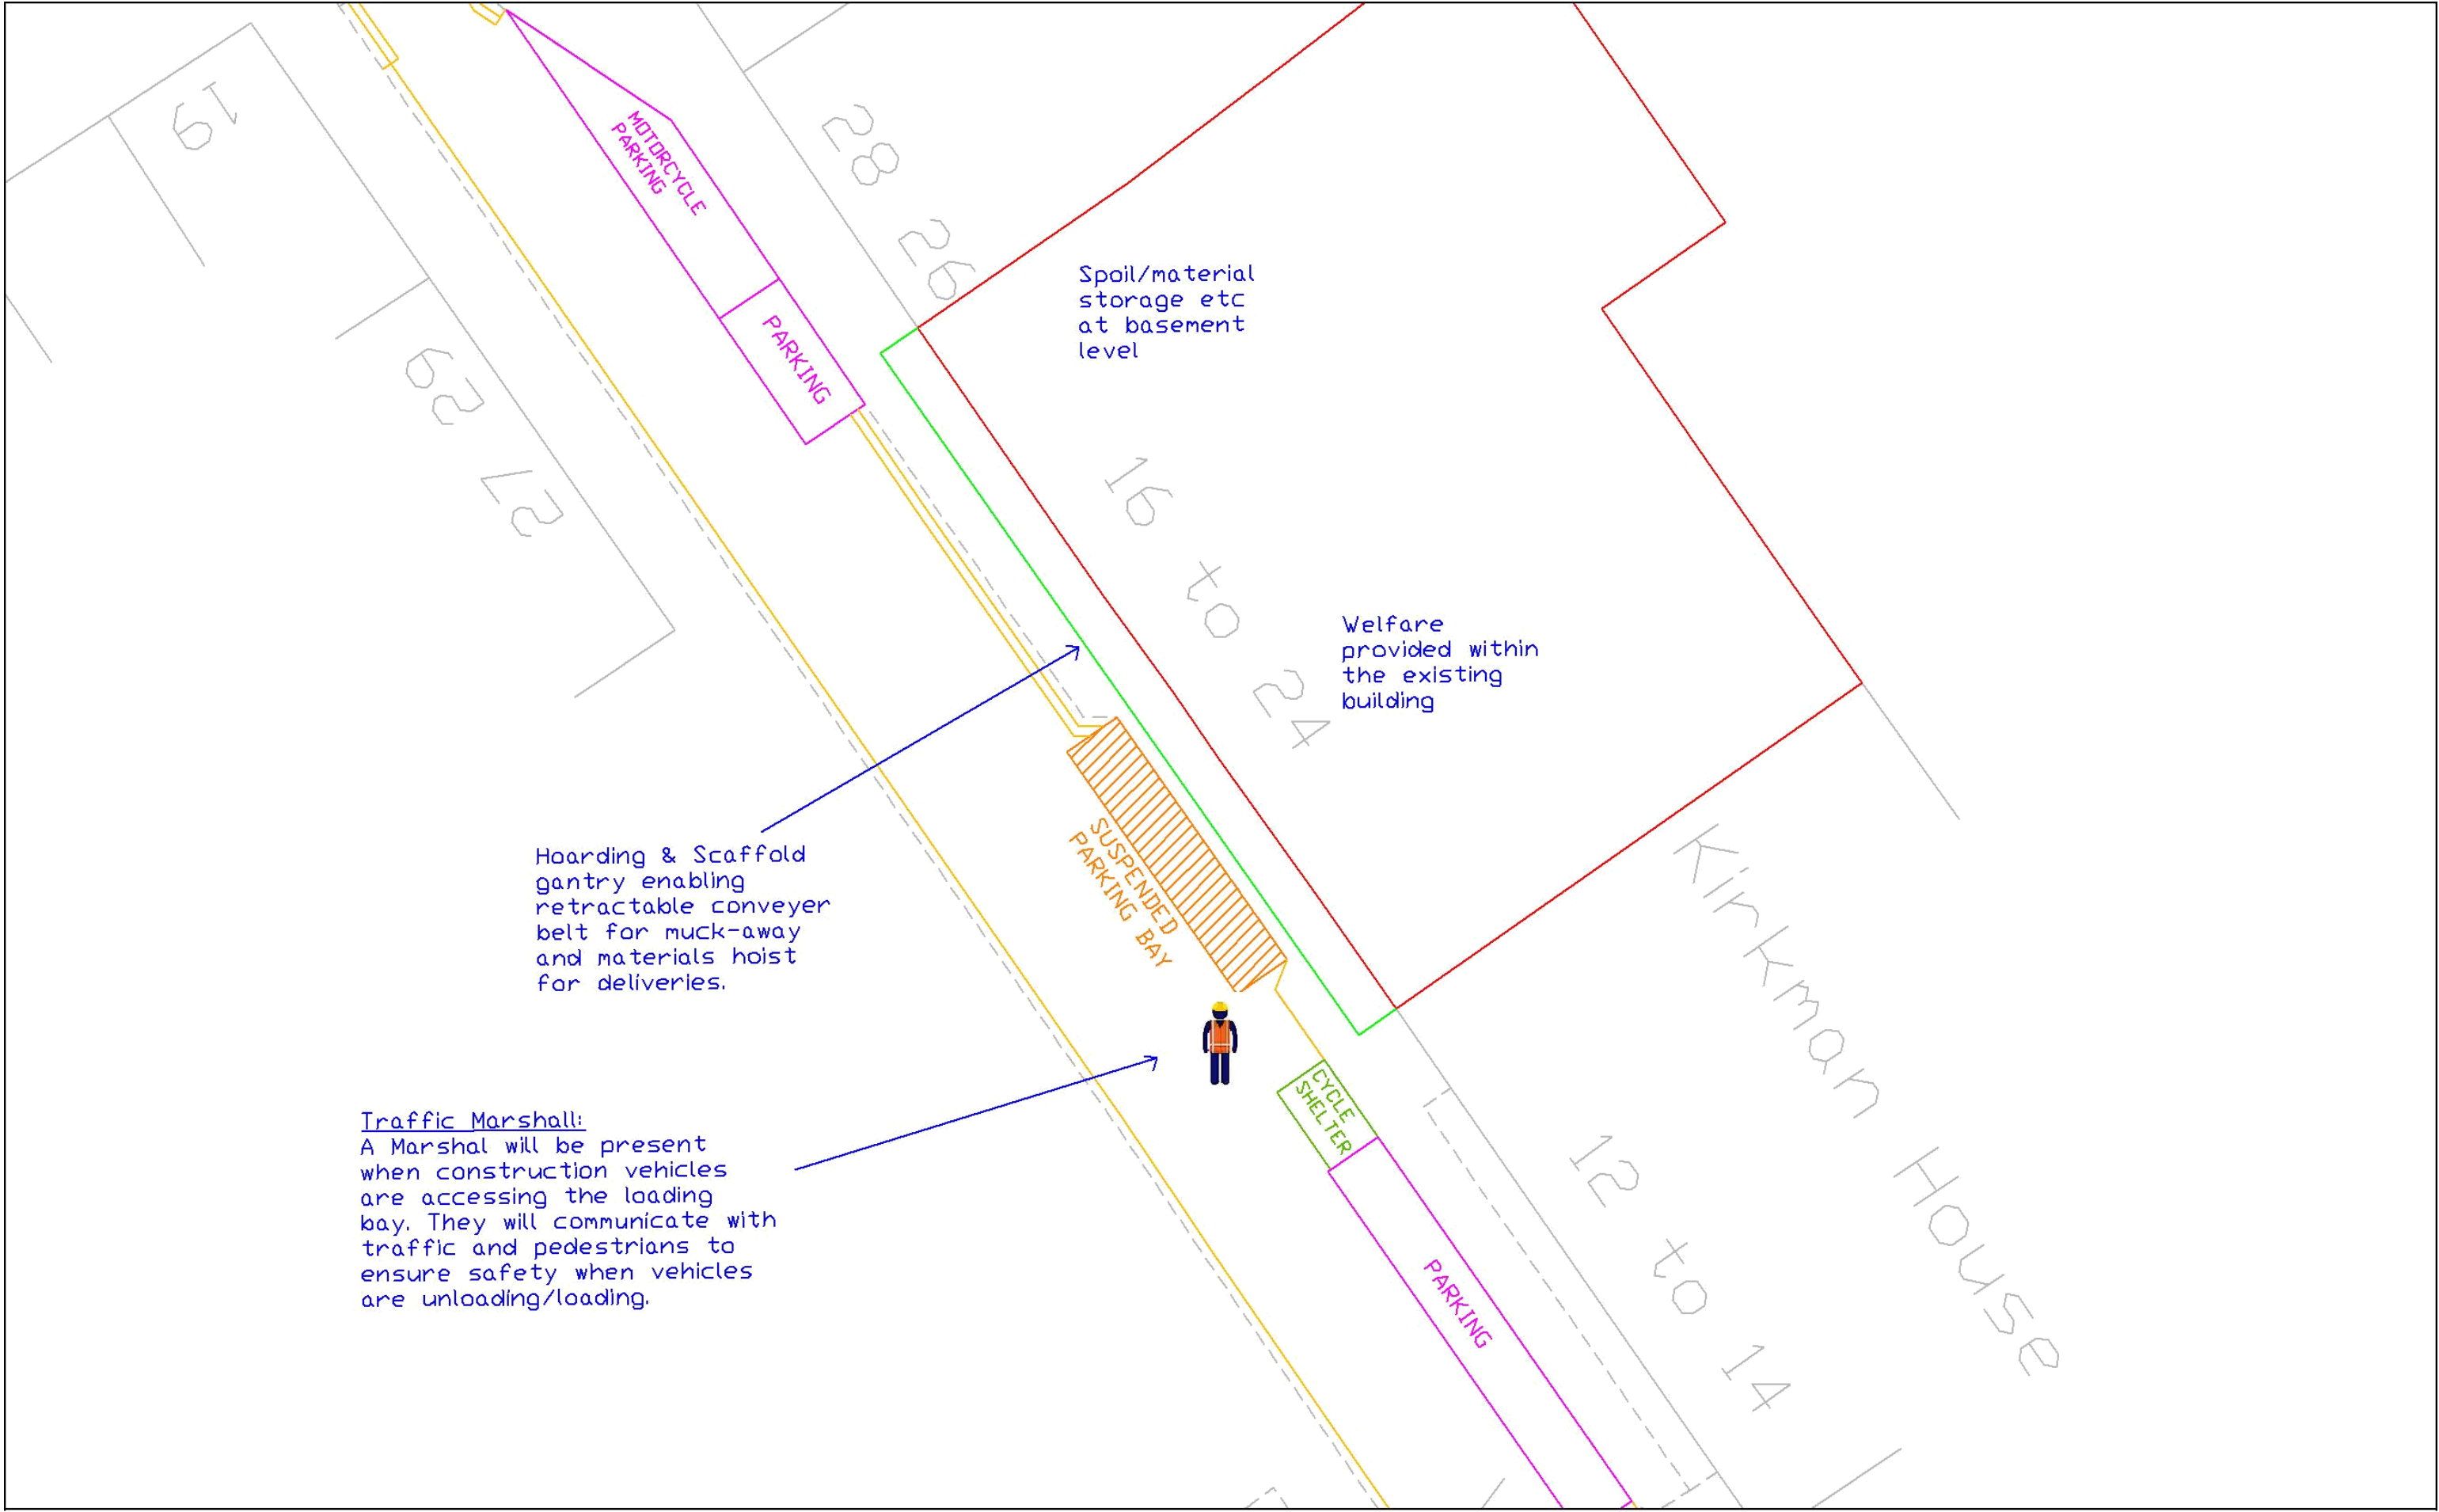 19
MOTORCYCLE
PARKING
28
26
PARKING
Spoil/material
storage etc
at basement
level
29
27
16 to 24
Welfare
provided within
the existing
building
SUSPENDED
PARKING BAY
Hoarding & Scaffold
gantry enabling
retractable conveyer
belt for muck-away
and materials hoist
for deliveries.
Kirkman House
CYCLE
SHELTER
Traffic Marshall:
A Marshal will be present
when construction vehicles
are accessing the loading
bay. They will communicate with
traffic and pedestrians to
ensure safety when vehicles
are unloading/loading.
12 to 14
PARKING